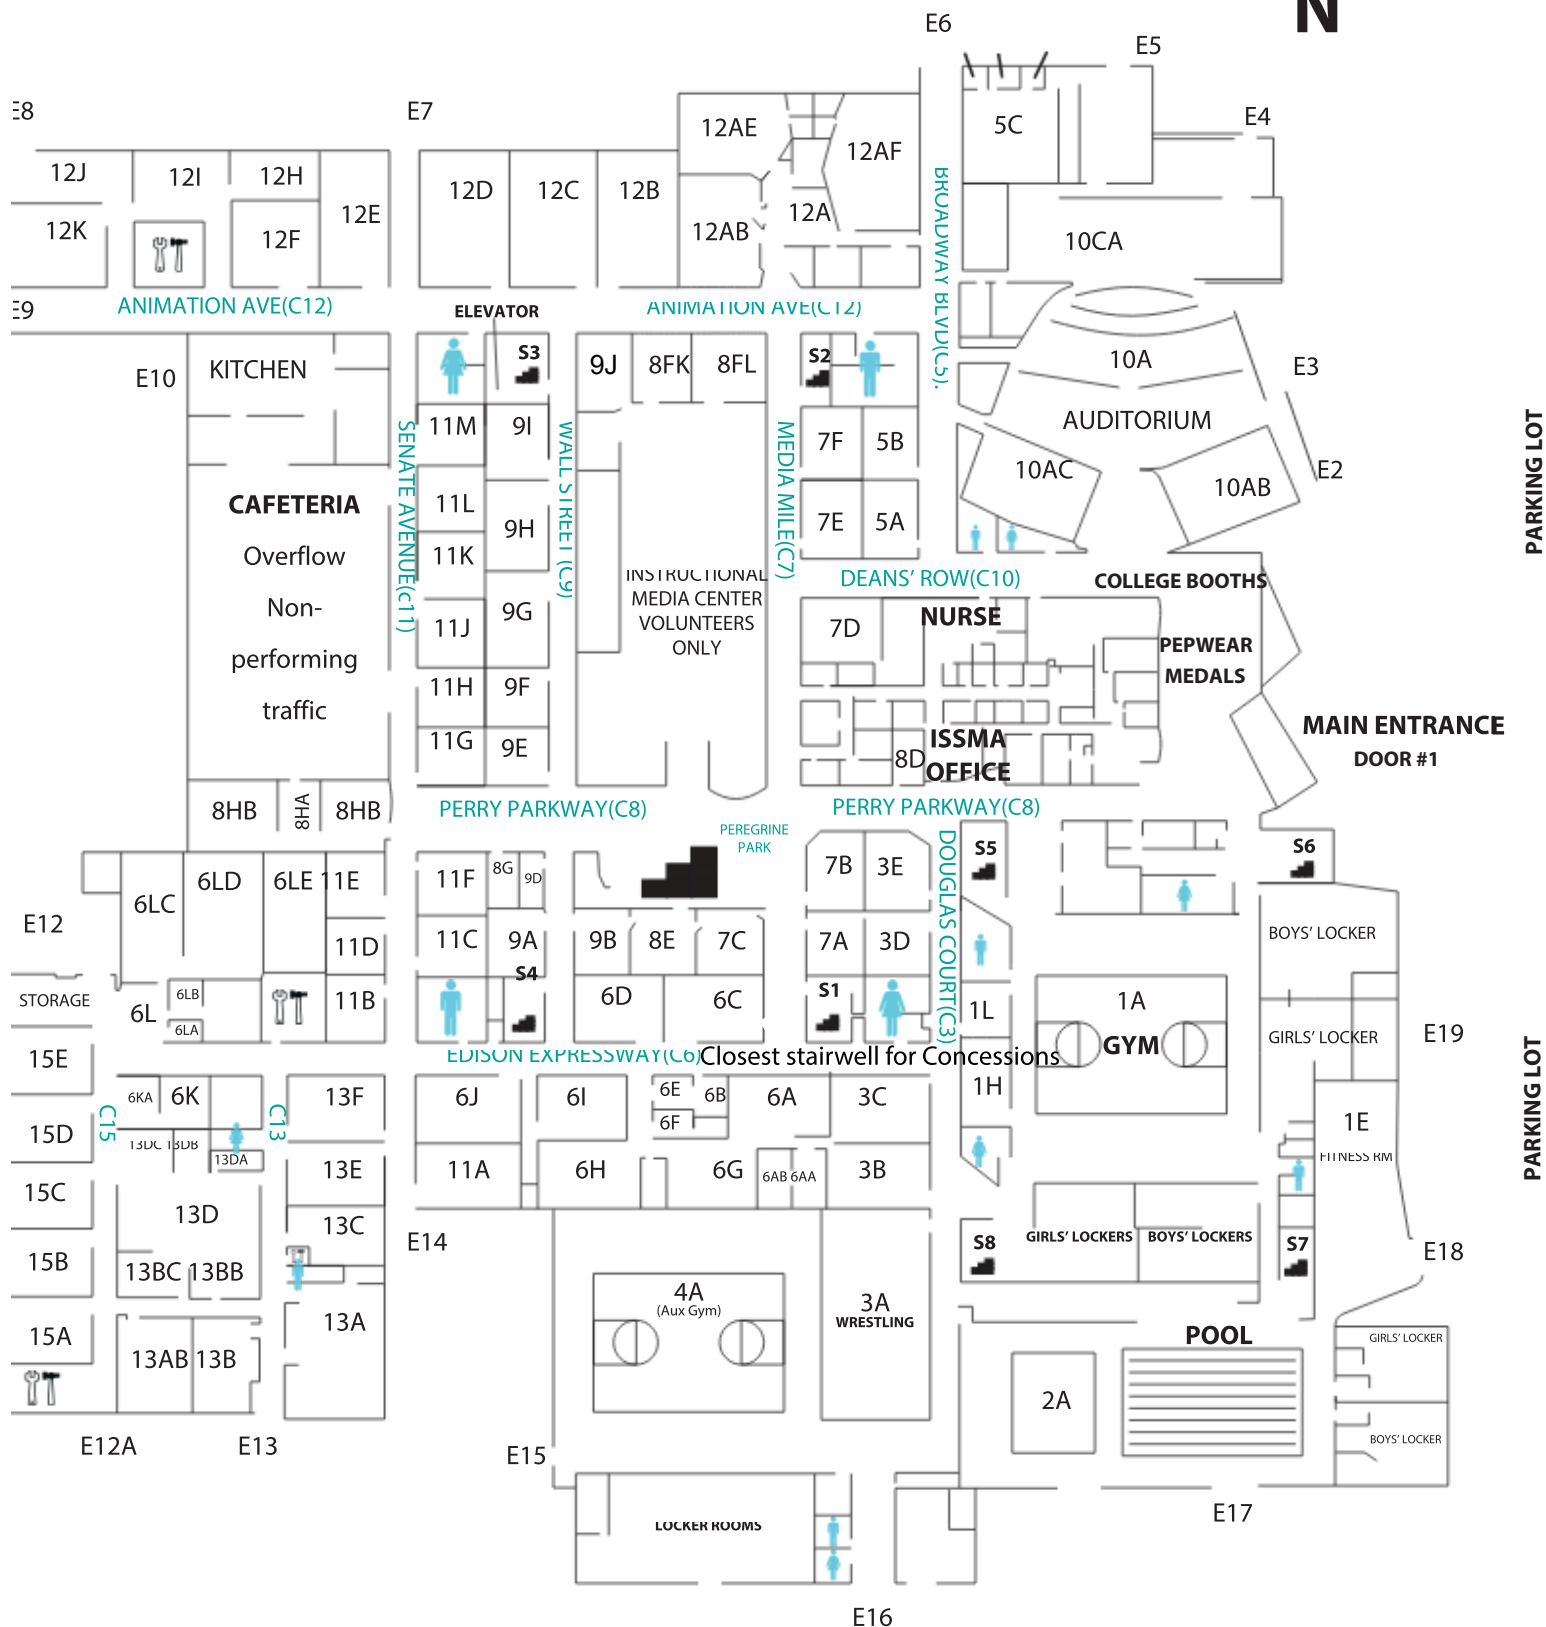 N
E6
E5
E8
E7
E4
12AE
12AF
5C
12J
12I
12H
12D
12C
12B
12E
12K
12F
12AB
12A
10CA
BROADWAY BLVD(C5).
E9
ANIMATION AVE(C12)
ELEVATOR
ANIMATION AVE(C12)
E10
KITCHEN
S3
9J
8FK
8FL
S2
10A
E3
AUDITORIUM
11M
9I
7F
5B
SENATE AVENUE(c11)
WALL STREET (C9)
MEDIA MILE(C7)
10AC
10AB
E2
PARKING LOT
CAFETERIA
Overflow
Non-
performing
traffic
11L
9H
11K
7E
5A
INSTRUCTIONAL
MEDIA CENTER
VOLUNTEERS
ONLY
DEANS’ ROW(C10)
COLLEGE BOOTHS
11J
9G
7D
NURSE
PEPWEAR
MEDALS
11H
9F
11G
9E
8D
ISSMA
OFFICE
MAIN ENTRANCE
DOOR #1
8HB
8HA
8HB
PERRY PARKWAY(C8)
PERRY PARKWAY(C8)
PEREGRINE
PARK
6LC
6LD
6LE
11E
11F
8G
9D
7B
3E
DOUGLAS COURT(C3)
S5
S6
E12
11D
11C
9A
9B
8E
7C
7A
3D
BOYS’ LOCKER
STORAGE
6L
6LB
6LA
11B
S4
6D
6C
S1
1L
1A
GYM
GIRLS’ LOCKER
E19
15E
EDISON EXPRESSWAY(C6)
Closest stairwell for Concessions
6KA
6K
13F
6J
6I
6E
6B
6F
6A
3C
1H
PARKING LOT
15D
C15
13DC
13DB
13DA
C13
1E
FITNESS RM
15C
13E
11A
6H
6G
6AB
6AA
3B
13D
13C
15B
13BC
13BB
E14
S8
GIRLS’ LOCKERS
BOYS’ LOCKERS
S7
E18
15A
13AB
13B
13A
4A
(Aux Gym)
3A
WRESTLING
POOL
GIRLS’ LOCKER
2A
BOYS’ LOCKER
E12A
E13
E15
LOCKER ROOMS
E17
E16